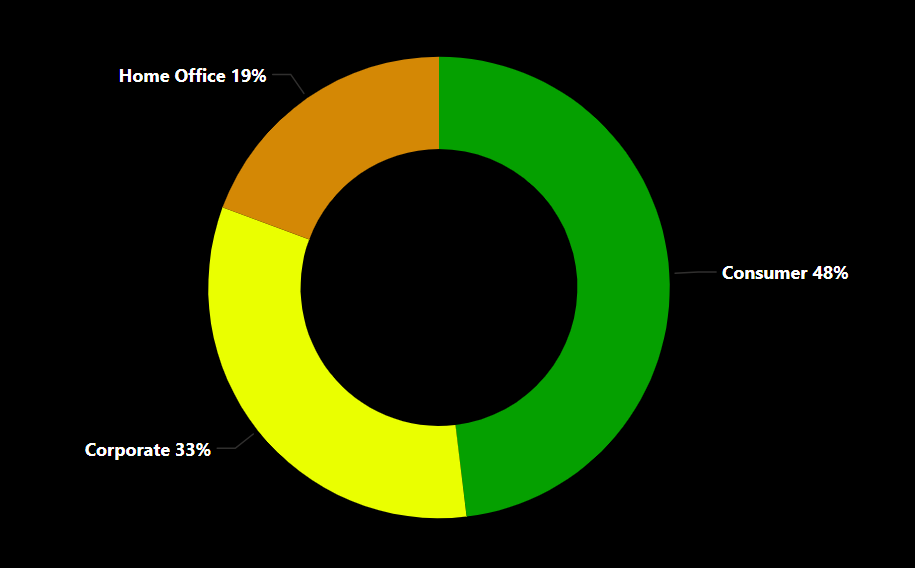 Home Office 19%
Consumer 48%
Corporate 33%